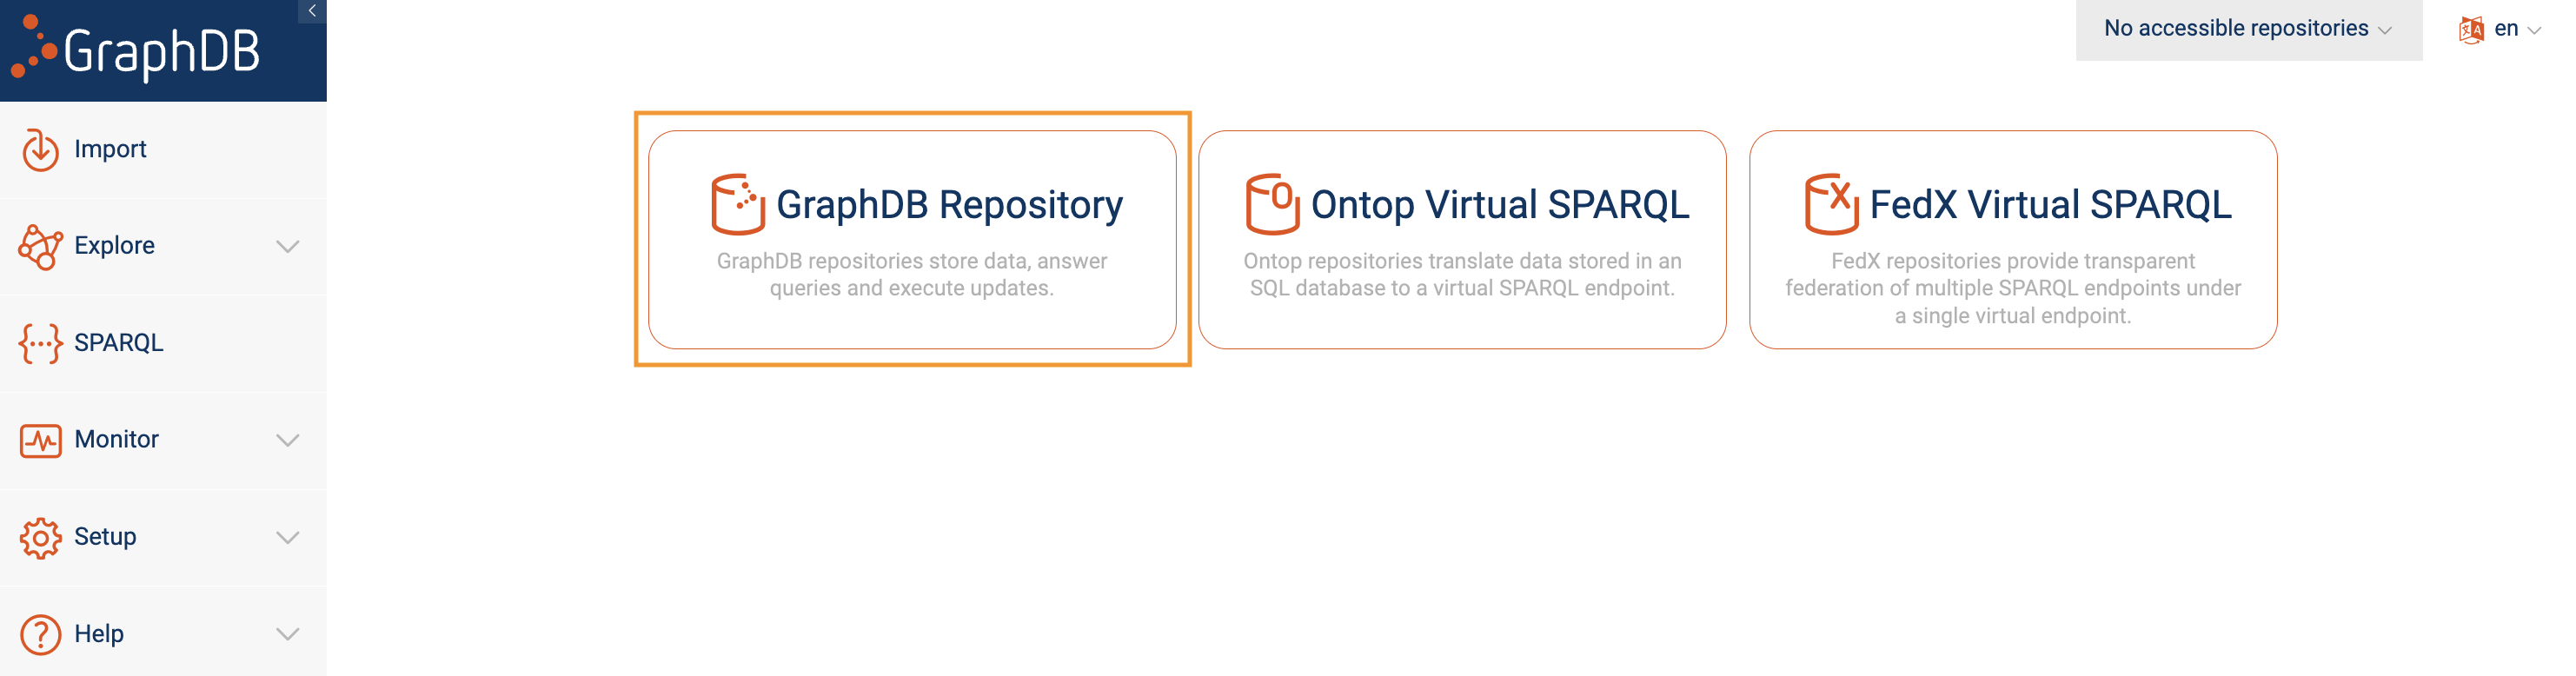 GraphDB
No accessible repositories
en
Import
Explore
SPARQL
Monitor
Setup
Help
GraphDB Repository
GraphDB repositories store data, answer
queries and execute updates.
Ontop Virtual SPARQL
Ontop repositories translate data stored in an
SQL database to a virtual SPARQL endpoint.
FedX Virtual SPARQL
FedX repositories provide transparent
federation of multiple SPARQL endpoints under
a single virtual endpoint.